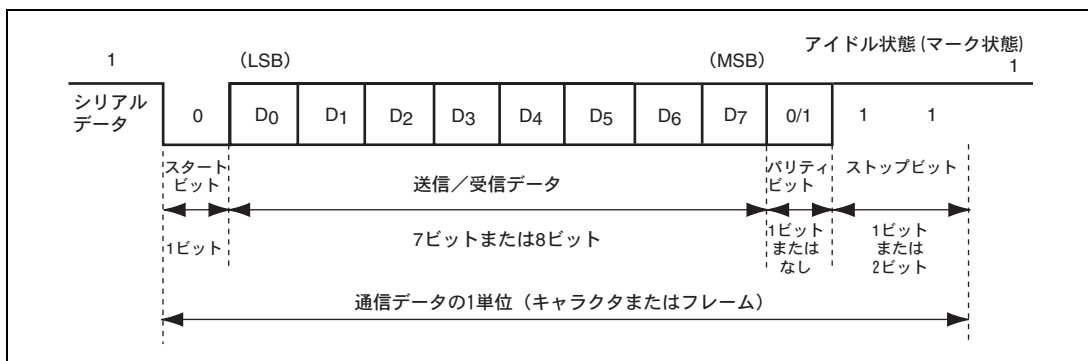 アイドル状態 (マーク状態)
1 (LSB) (MSB) 1
シリアル
データ
0 D0 D1 D2 D3 D4 D5 D6 D7 0/1 1 1
スタート
ビット
送信／受信データ
パリティ
ビット
ストップビット
1ビット
7ビットまたは8ビット
1ビット
または
なし
1ビット
または
2ビット
通信データの1単位（キャラクタまたはフレーム）